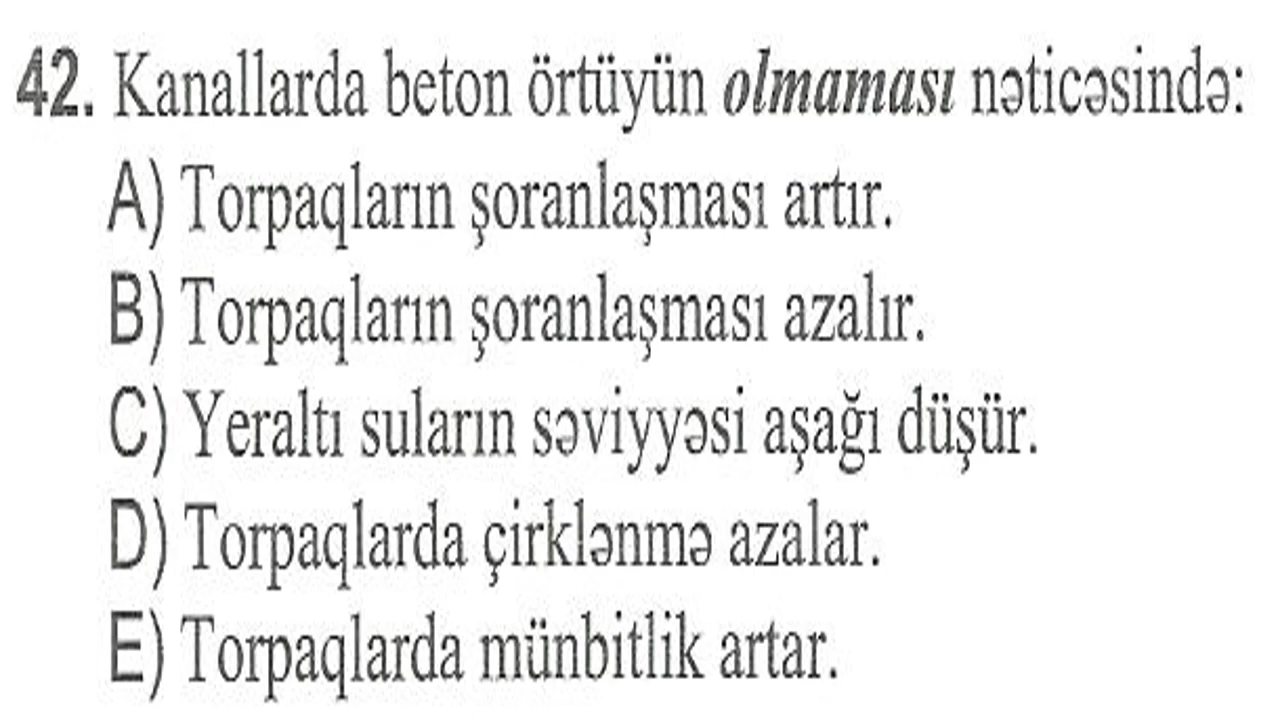 42. Kanallarda beton örtüyün olmaması nəticəsində:
A) Torpaqların şoranlaşması artır.
B) Torpaqların şoranlaşması azalır.
C) Yeraltı suların səviyyəsi aşağı düşür.
D) Torpaqlarda çirklənmə azalar.
E) Torpaqlarda münbitlik artar.